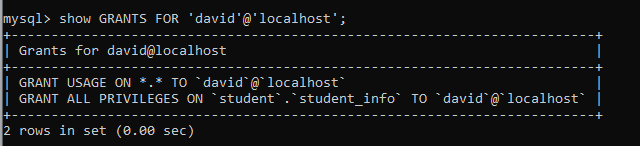 mysql> show GRANTS FOR 'david'@'localhost';
+-------------------------------------------------------------------------+
| Grants for david@localhost                                              |
+-------------------------------------------------------------------------+
| GRANT USAGE ON *.* TO `david`@`localhost`                               |
| GRANT ALL PRIVILEGES ON `student`.`student_info` TO `david`@`localhost` |
+-------------------------------------------------------------------------+
2 rows in set (0.00 sec)